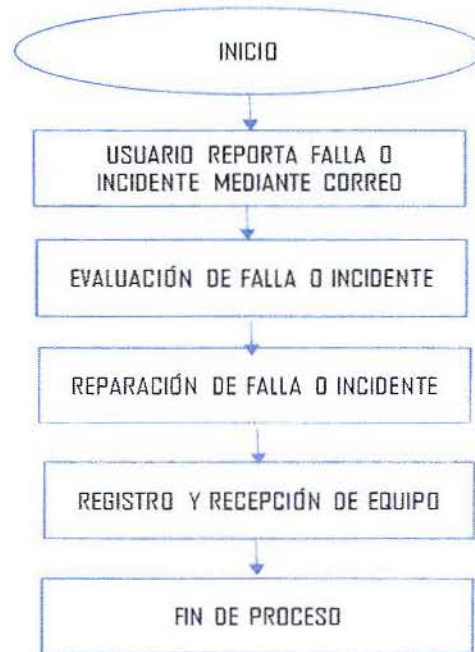 INICIO
USUARIO REPORTA FALLA O
INCIDENTE MEDIANTE CORREO
EVALUACIÓN DE FALLA O INCIDENTE
REPARACIÓN DE FALLA O INCIDENTE
REGISTRO Y RECEPCIÓN DE EQUIPO
FIN DE PROCESO